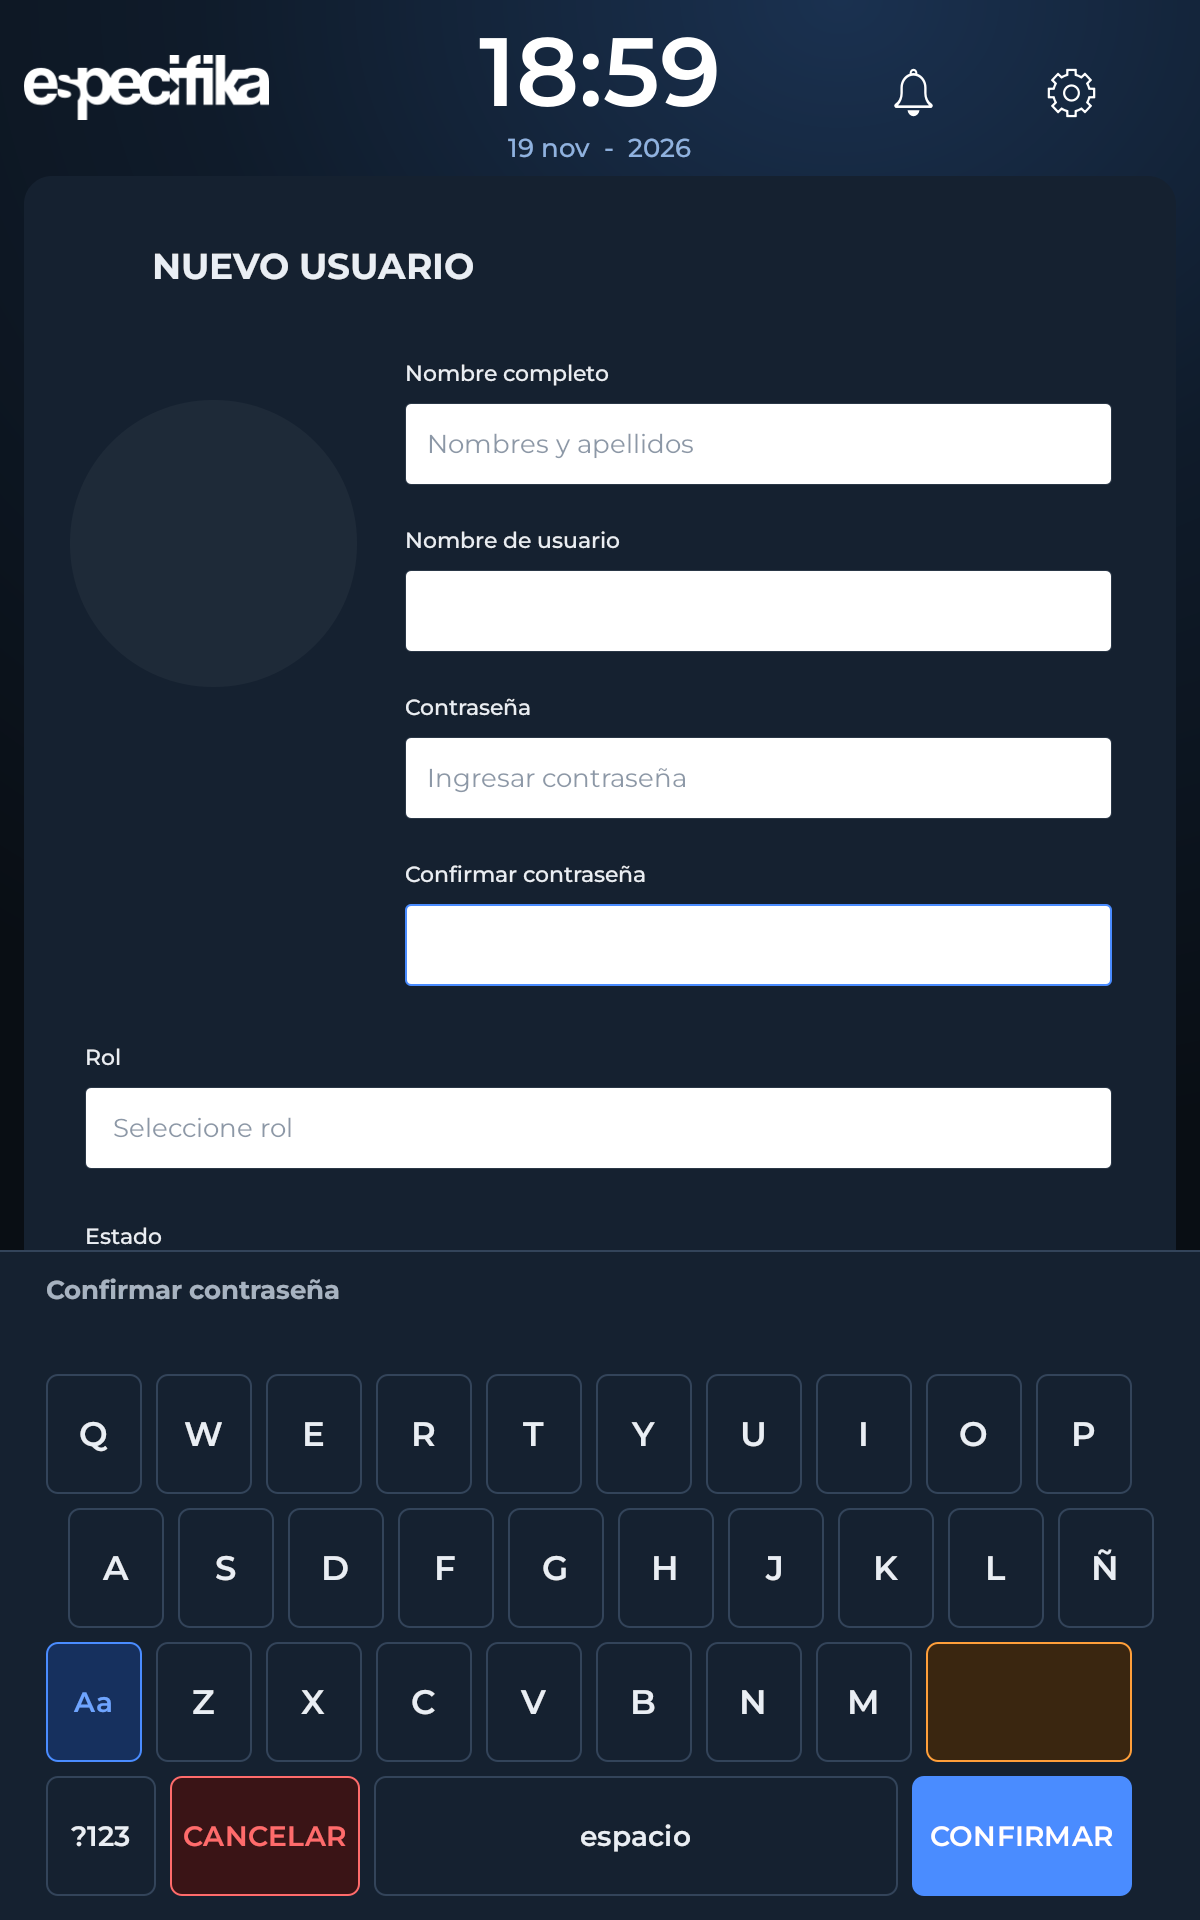 especifika
18:59
19 nov - 2026
NUEVO USUARIO
Nombre completo
Nombres y apellidos
Nombre de usuario
Contraseña
Ingresar contraseña
Confirmar contraseña
Rol
Seleccione rol
Estado
Confirmar contraseña
Q W E R T Y U I O P
A S D F G H J K L Ñ
Aa Z X C V B N M
?123 CANCELAR espacio CONFIRMAR